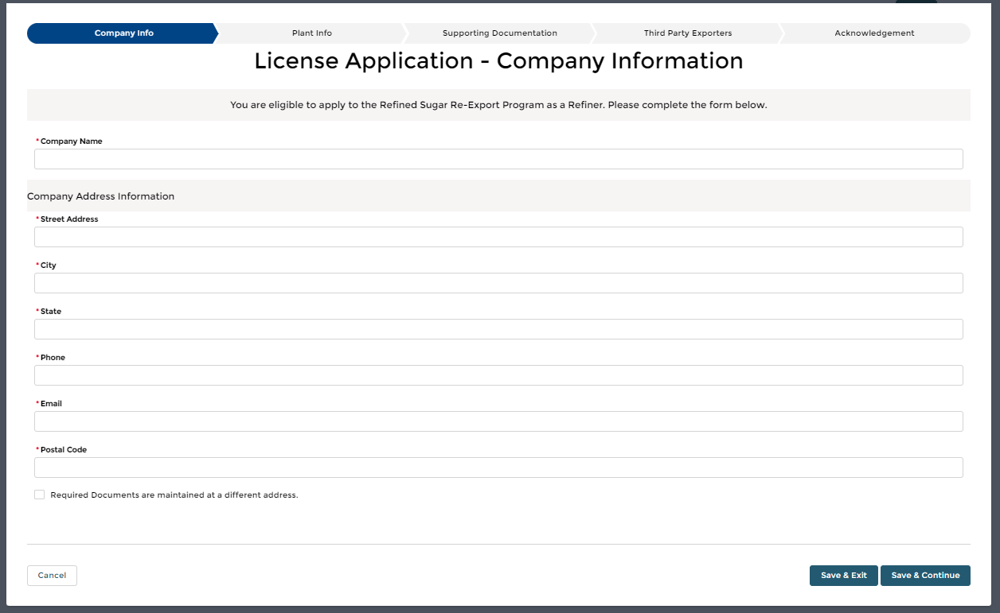 Company Info
Plant Info
Supporting Documentation
Third Party Exporters
Acknowledgement
License Application - Company Information
You are eligible to apply to the Refined Sugar Re-Export Program as a Refiner. Please complete the form below.
* Company Name
Company Address Information
* Street Address
* City
* State
* Phone
* Email
* Postal Code
Required Documents are maintained at a different address.
Cancel
Save & Exit
Save & Continue